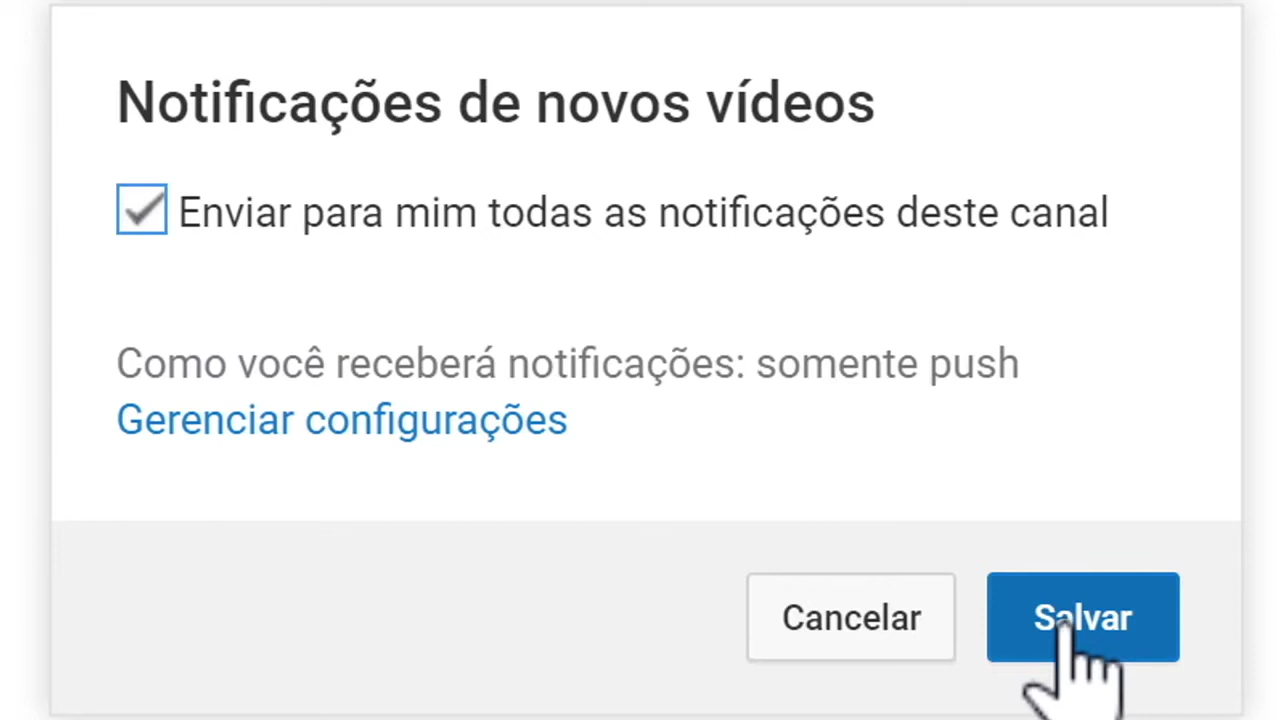 Notificações de novos vídeos
Enviar para mim todas as notificações deste canal
Como você receberá notificações: somente push
Gerenciar configurações
Cancelar
Salvar